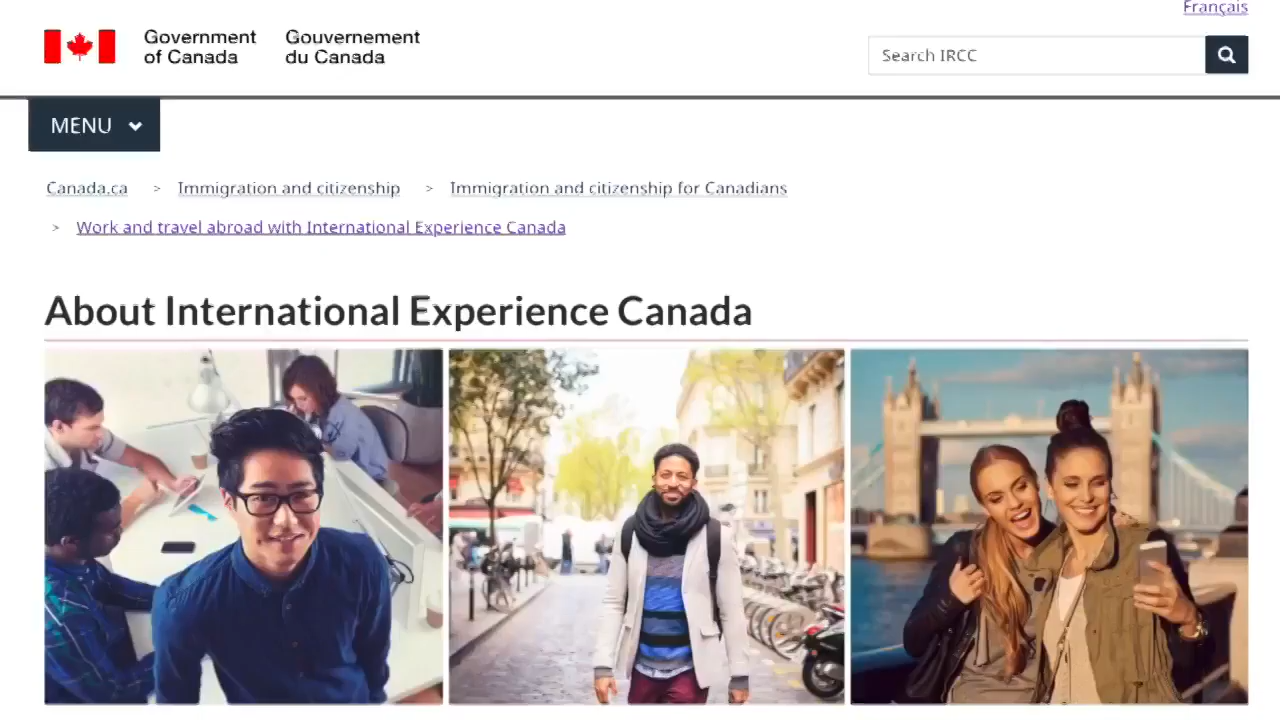 Français
Government of Canada
Gouvernement du Canada
Search IRCC
MENU
Canada.ca > Immigration and citizenship > Immigration and citizenship for Canadians
> Work and travel abroad with International Experience Canada
About International Experience Canada